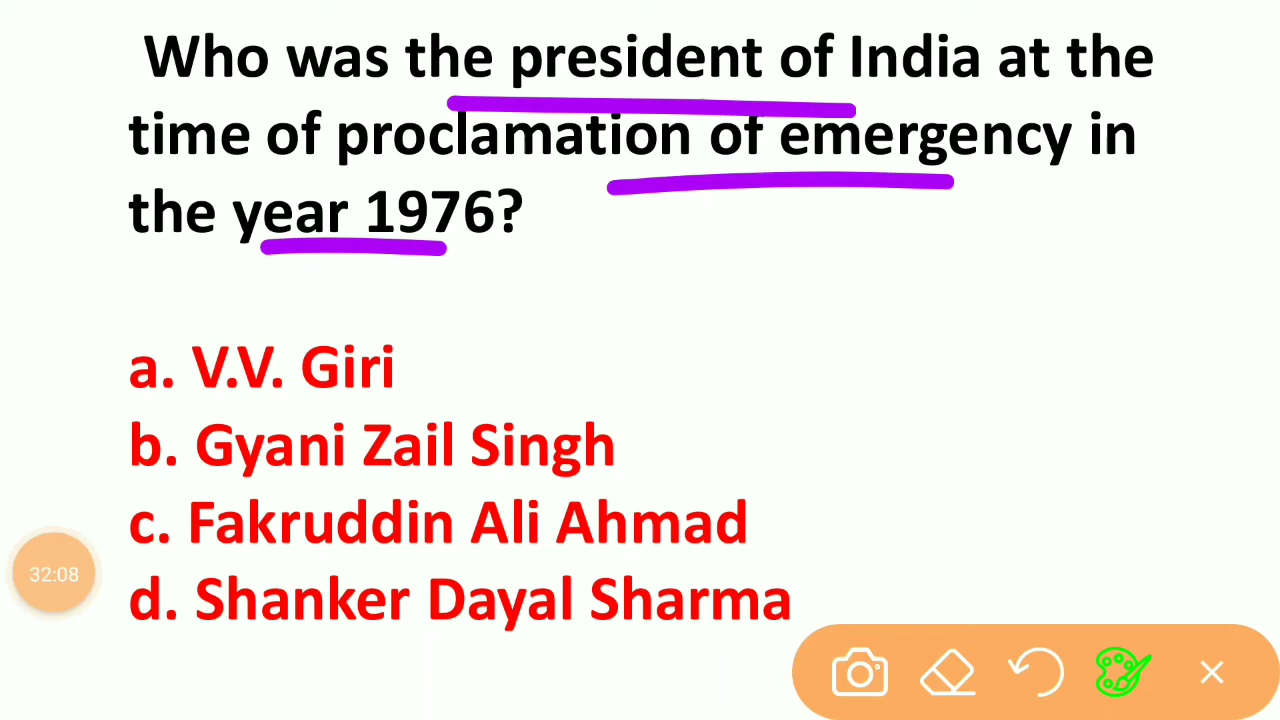 Who was the president of India at the
time of proclamation of emergency in
the year 1976?
a. V.V. Giri
b. Gyani Zail Singh
c. Fakruddin Ali Ahmad
d. Shanker Dayal Sharma
32:08